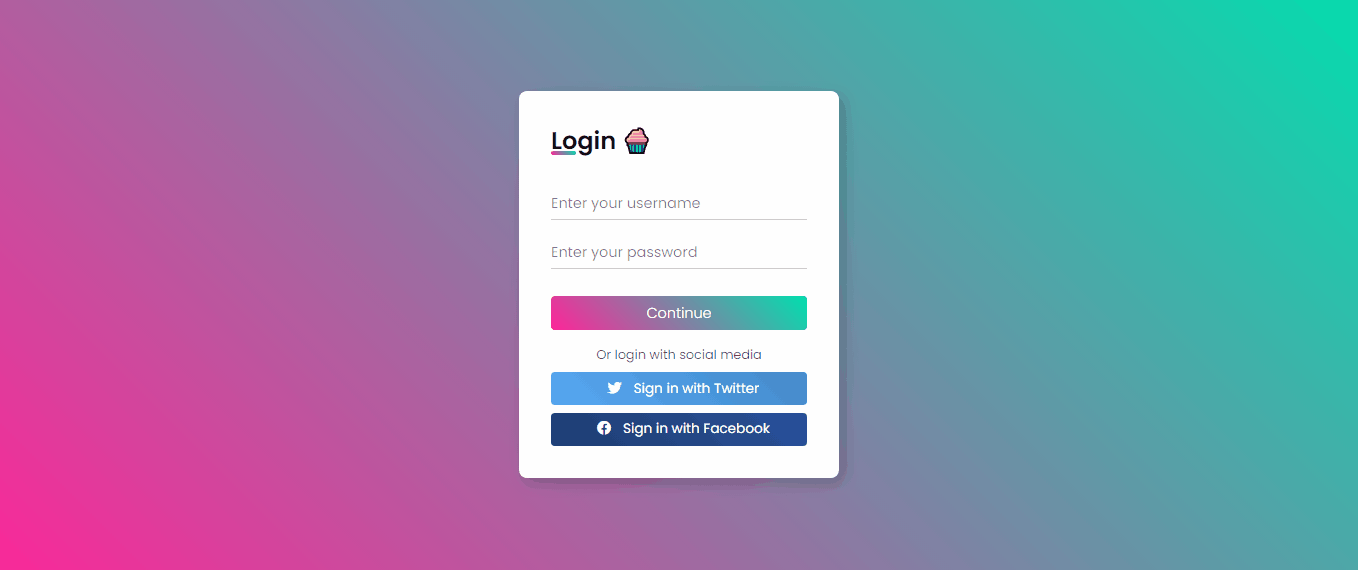 Login
Enter your username
Enter your password
Continue
Or login with social media
Sign in with Twitter
Sign in with Facebook